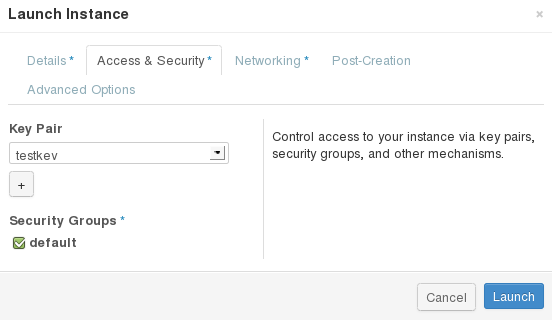 Launch Instance ×
Details * Access & Security * Networking * Post-Creation
Advanced Options
Key Pair
testkey
+
Security Groups *
default
Control access to your instance via key pairs,
security groups, and other mechanisms.
Cancel Launch